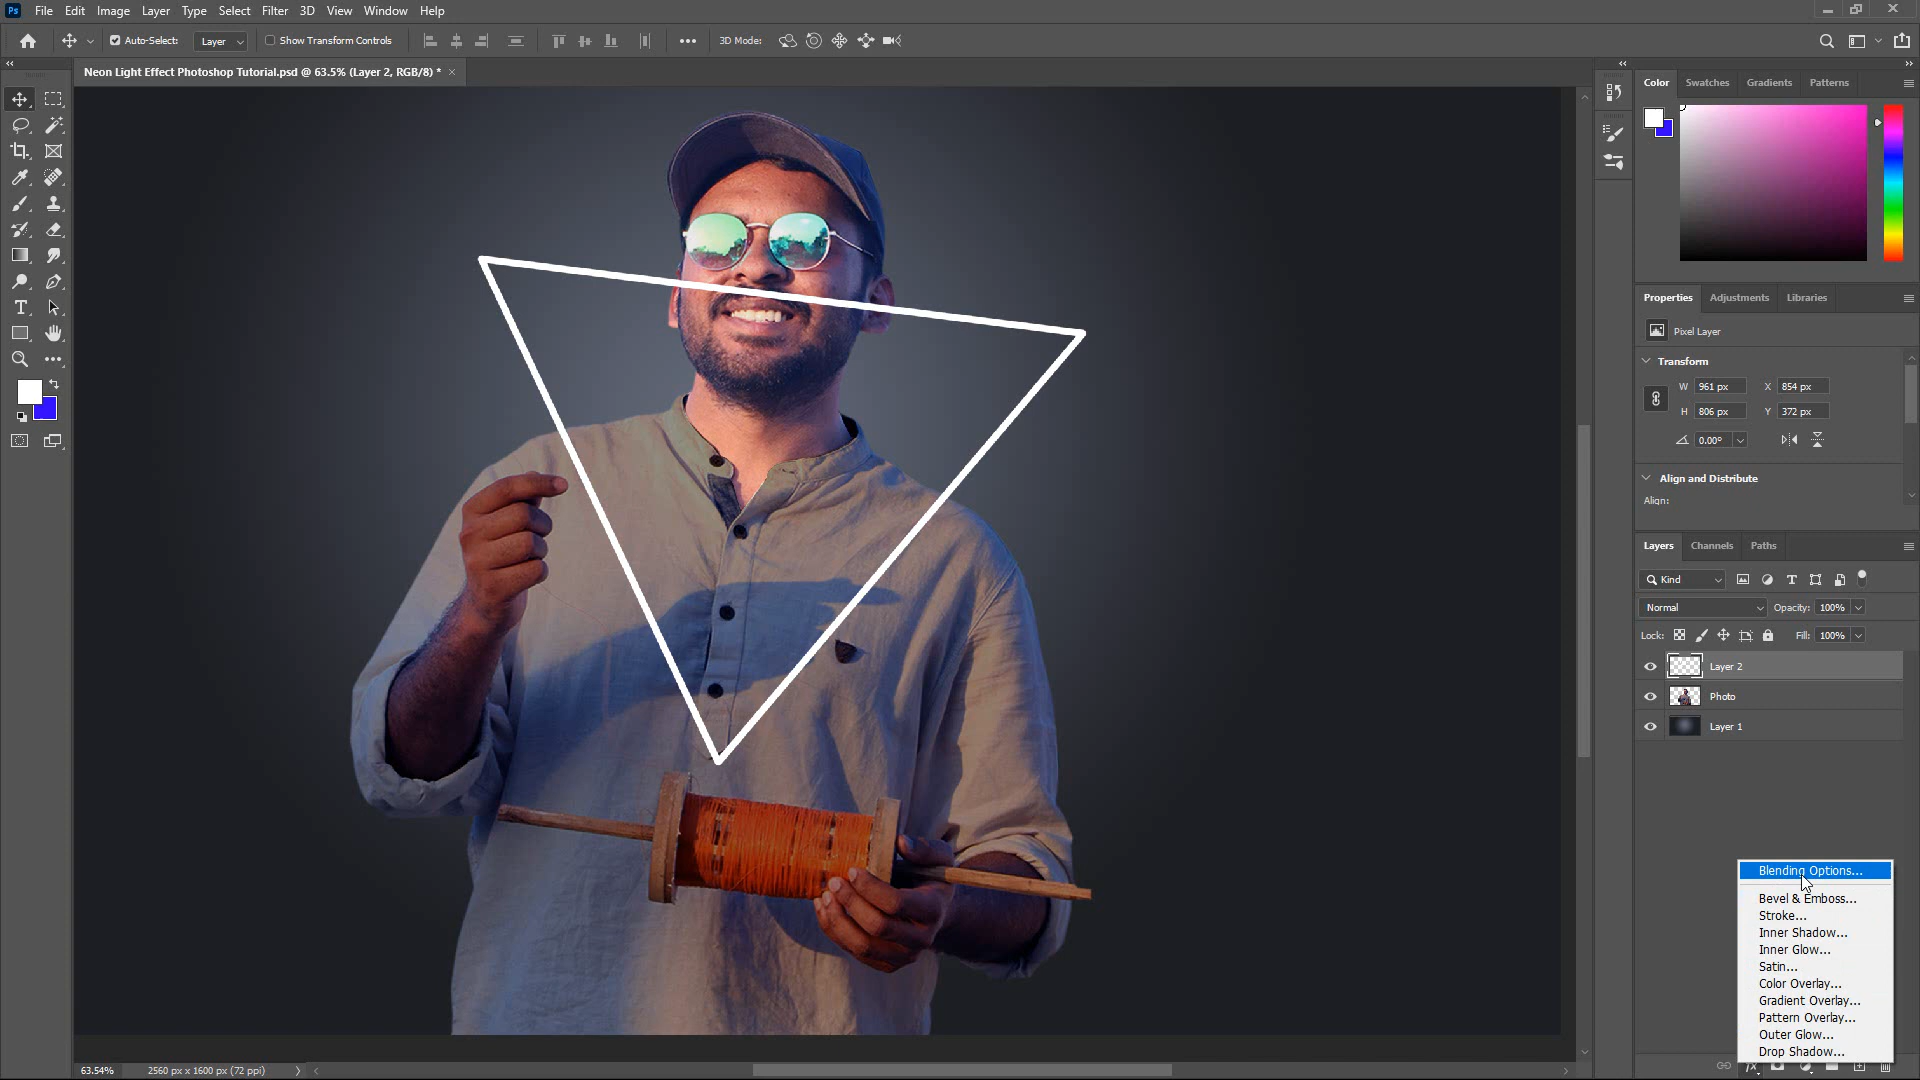 Ps File Edit Image Layer Type Select Filter 3D View Window Help
Auto-Select: Layer Show Transform Controls 3D Mode:
Neon Light Effect Photoshop Tutorial.psd @ 63.5% (Layer 2, RGB/8) *
Color Swatches Gradients Patterns
Properties Adjustments Libraries
Pixel Layer
Transform
W 961 px X 854 px
H 806 px Y 372 px
0.00°
Align and Distribute
Align:
Layers Channels Paths
Kind
Normal Opacity: 100%
Lock: Fill: 100%
Layer 2
Photo
Layer 1
Blending Options...
Bevel & Emboss...
Stroke...
Inner Shadow...
Inner Glow...
Satin...
Color Overlay...
Gradient Overlay...
Pattern Overlay...
Outer Glow...
Drop Shadow...
63.54% 2560 px x 1600 px (72 ppi)
fx